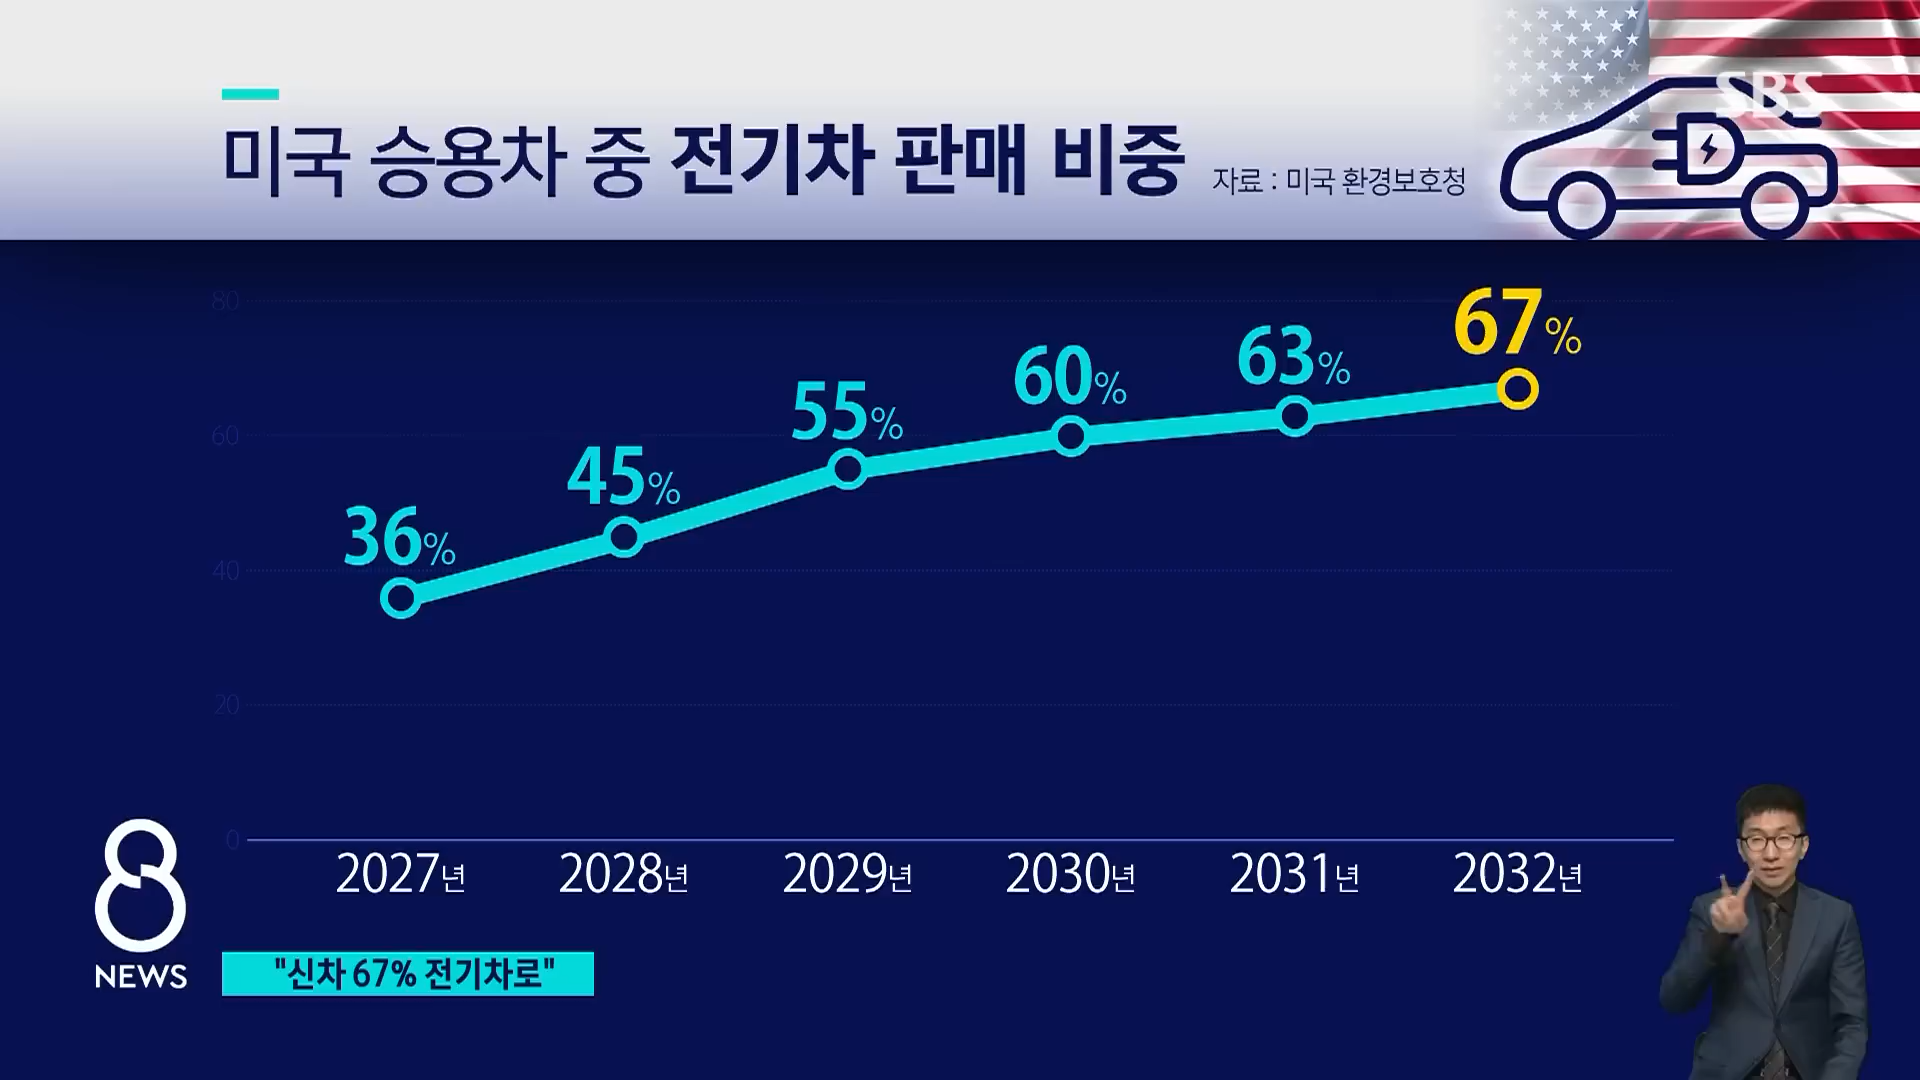 SBS
미국 승용차 중 전기차 판매 비중
자료 : 미국 환경보호청
80
60
40
20
0
36%
45%
55%
60%
63%
67%
2027년
2028년
2029년
2030년
2031년
2032년
8
NEWS
"신차 67% 전기차로"